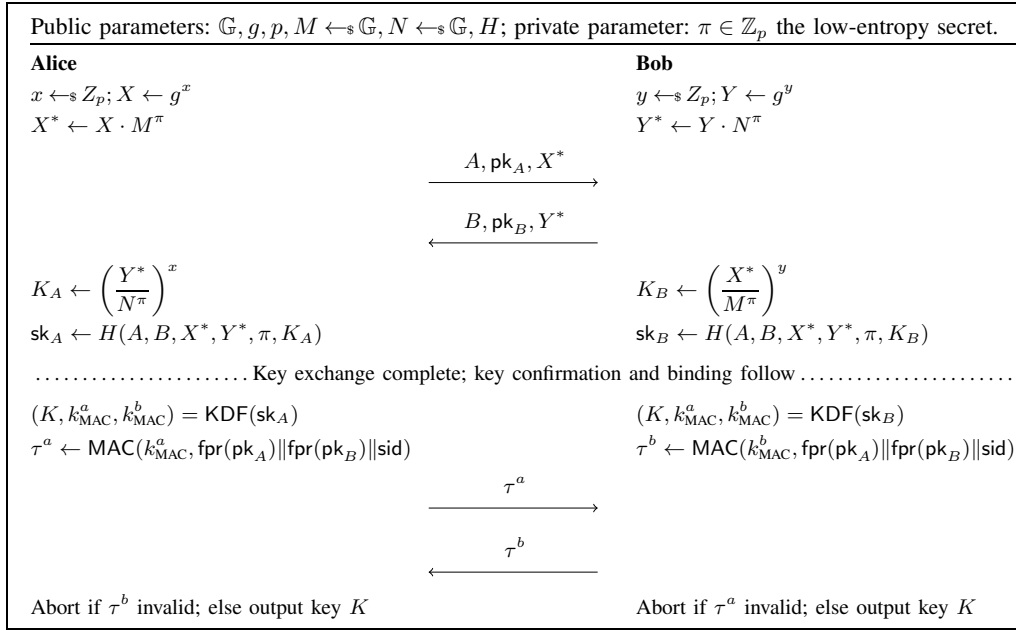 Public parameters: 𝔾, g, p, M ←$ 𝔾, N ←$ 𝔾, H; private parameter: π ∈ ℤ_p the low-entropy secret.
Alice Bob
x ←$ Z_p; X ← g^x y ←$ Z_p; Y ← g^y
X* ← X · M^π Y* ← Y · N^π
A, pk_A, X*
B, pk_B, Y*
K_A ← (Y*/N^π)^x K_B ← (X*/M^π)^y
sk_A ← H(A, B, X*, Y*, π, K_A) sk_B ← H(A, B, X*, Y*, π, K_B)
.......................Key exchange complete; key confirmation and binding follow.......................
(K, k^a_MAC, k^b_MAC) = KDF(sk_A) (K, k^a_MAC, k^b_MAC) = KDF(sk_B)
τ^a ← MAC(k^a_MAC, fpr(pk_A)‖fpr(pk_B)‖sid) τ^b ← MAC(k^b_MAC, fpr(pk_A)‖fpr(pk_B)‖sid)
τ^a
τ^b
Abort if τ^b invalid; else output key K Abort if τ^a invalid; else output key K